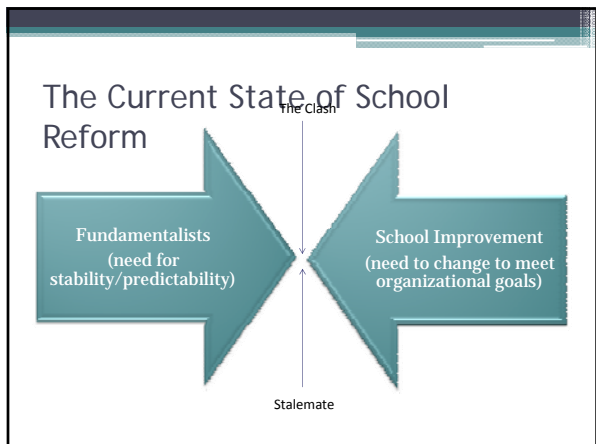 The Current State of School
Reform
The Clash
Fundamentalists
(need for
stability/predictability)
School Improvement
(need to change to meet
organizational goals)
Stalemate